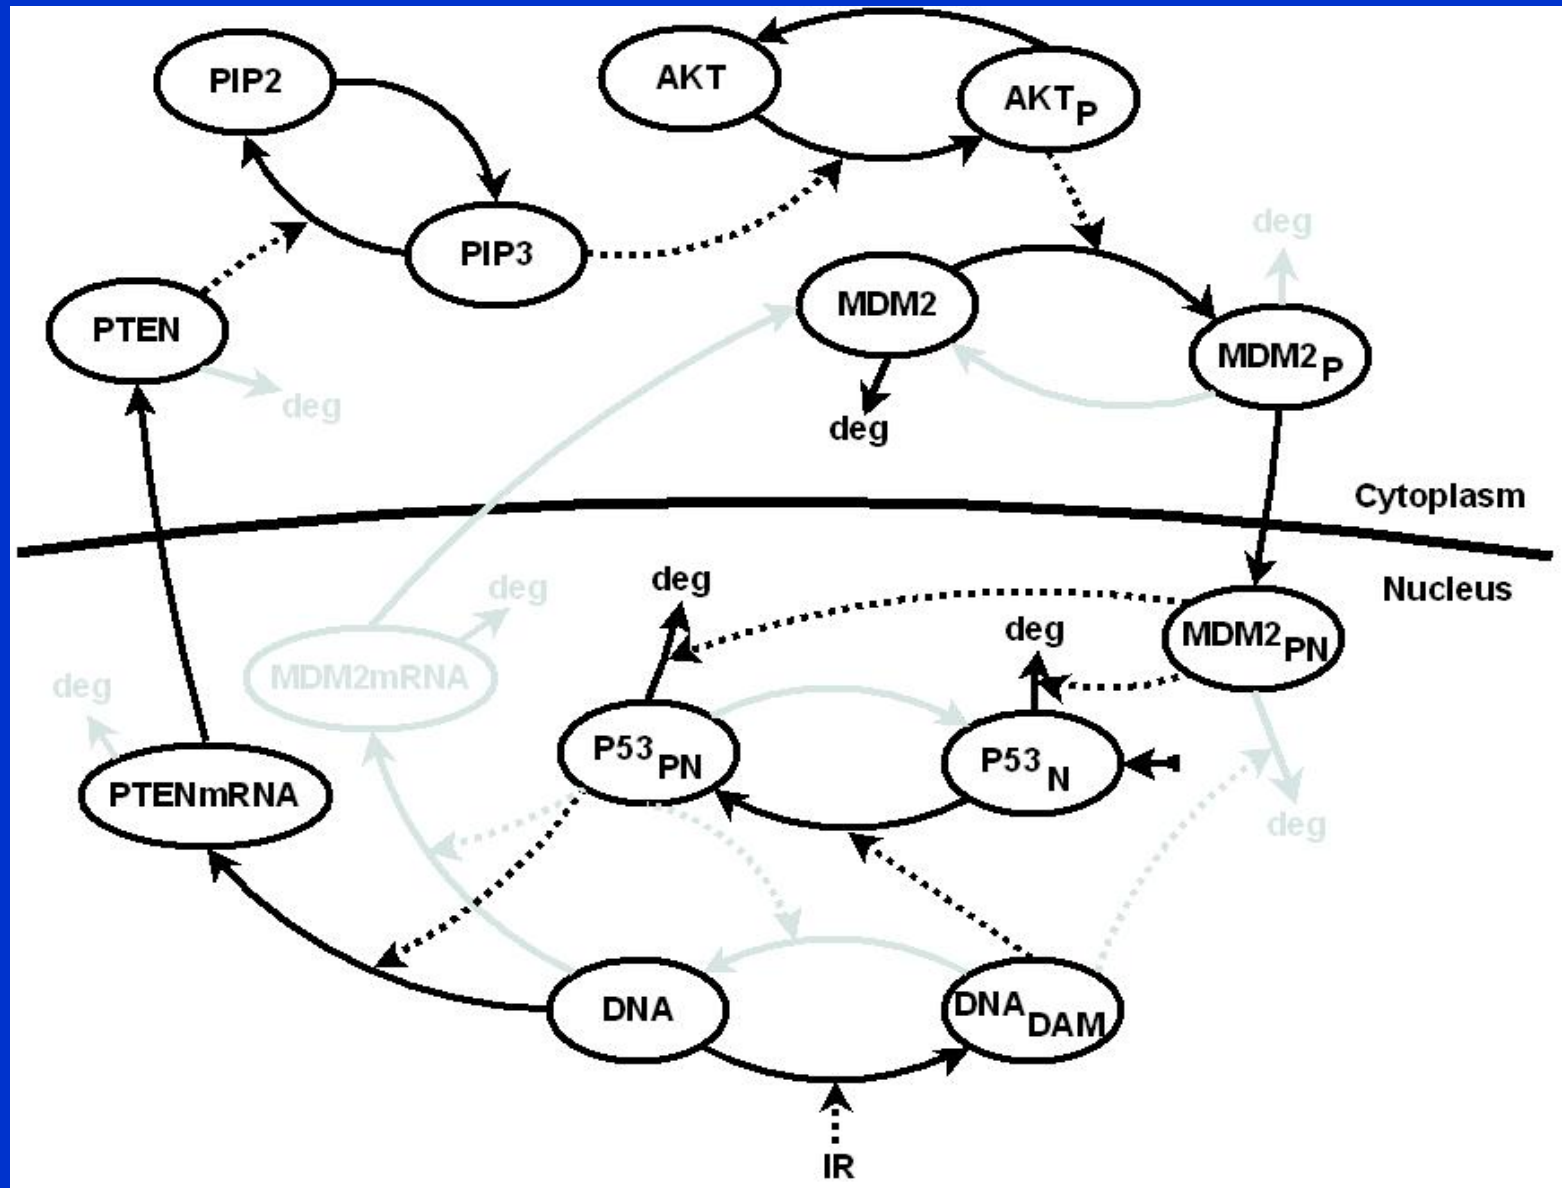 PIP2
AKT
AKTP
deg
PIP3
MDM2
PTEN
MDM2P
deg
deg
Cytoplasm
deg
deg
Nucleus
deg
MDM2PN
MDM2mRNA
deg
P53PN
P53N
PTENmRNA
deg
DNA
DNADAM
IR